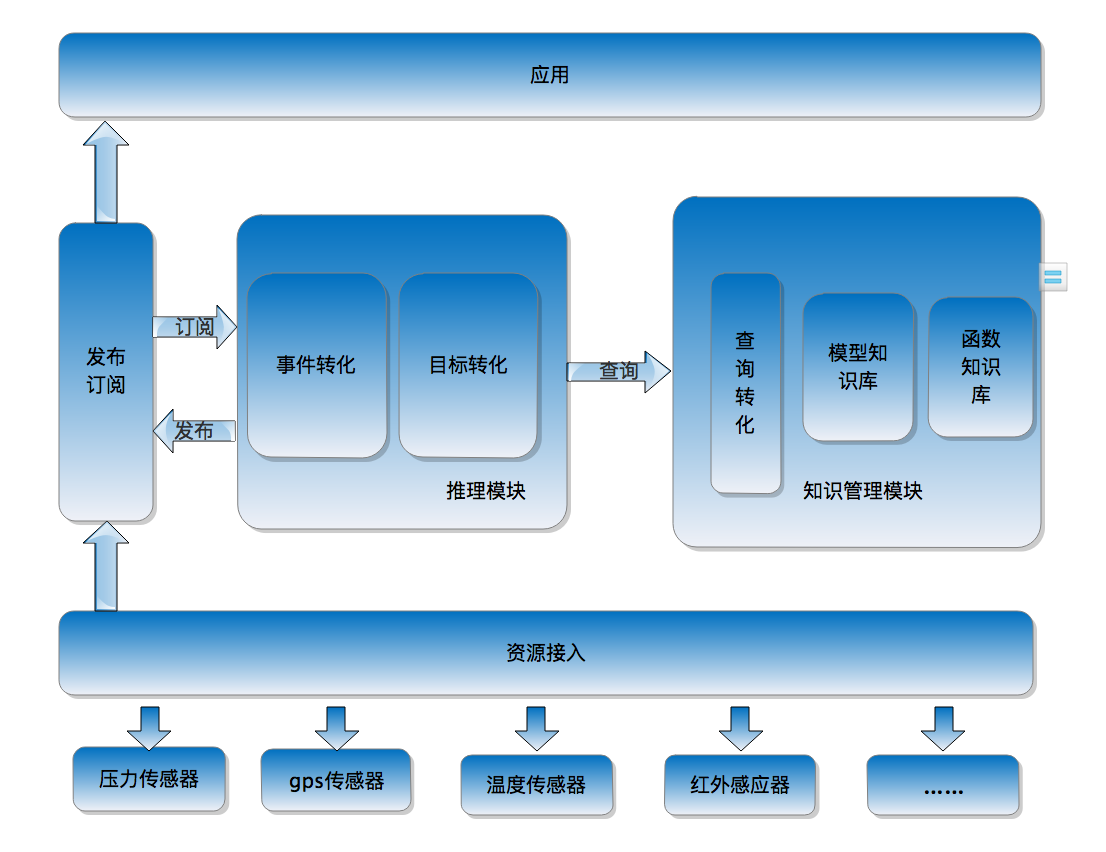 应用
发布
订阅
订阅
发布
事件转化
目标转化
推理模块
查询
查
询
转
化
模型知
识库
函数
知识
库
知识管理模块
资源接入
压力传感器
gps传感器
温度传感器
红外感应器
……